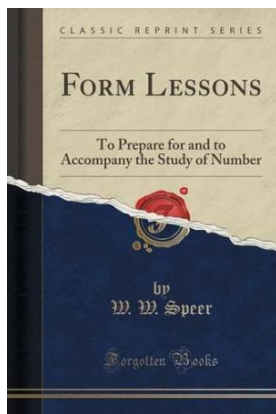 CLASSIC REPRINT SERIES
FORM LESSONS
To Prepare for and to
Accompany the Study of Number
by
W. W. Speer
Forgotten Books